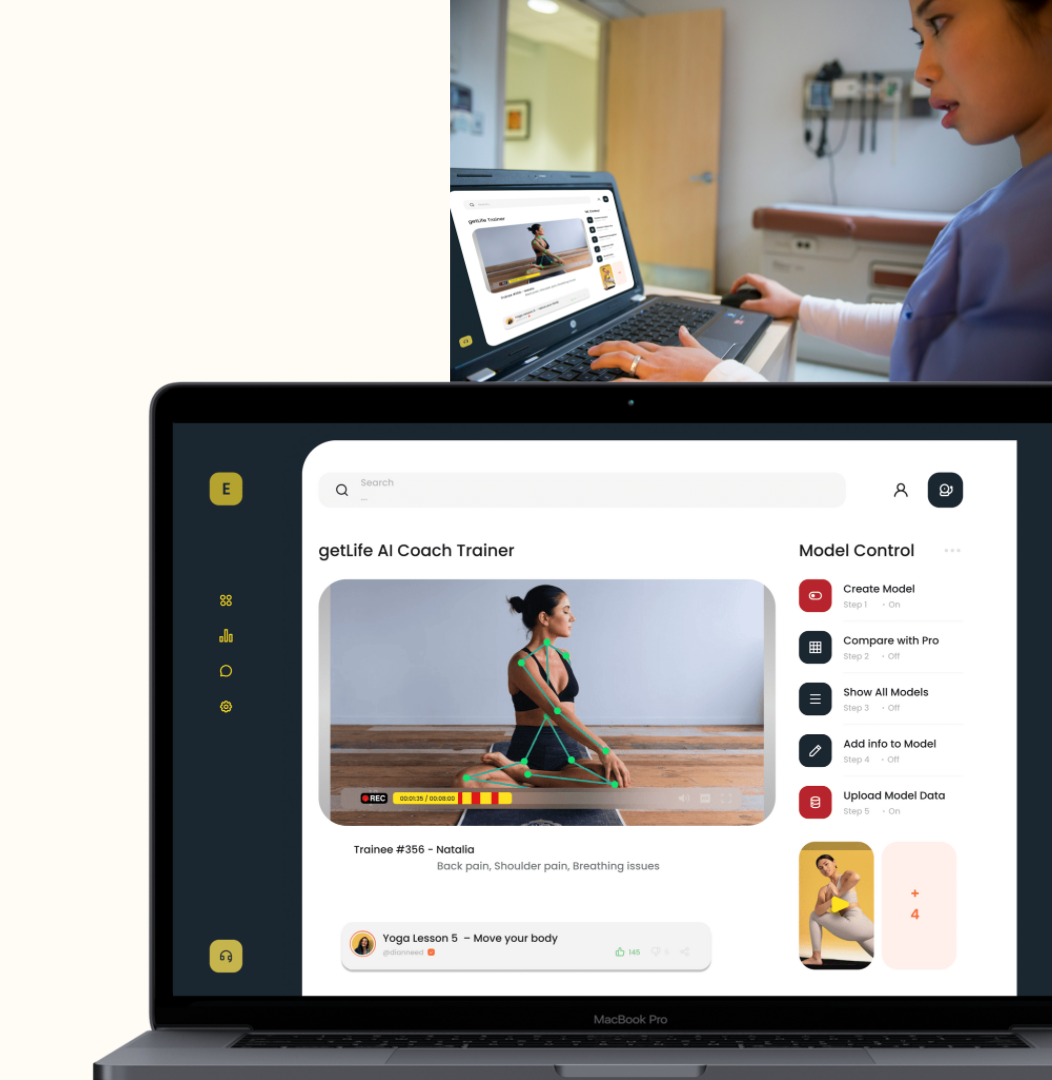 getLife Trainer
E
Search
getLife AI Coach Trainer
Model Control
Create Model
Step 1 • On
Compare with Pro
Step 2 • Off
Show All Models
Step 3 • Off
Add info to Model
Step 4 • Off
Upload Model Data
Step 5 • On
REC 00:01:35 / 00:06:00
Trainee #356 - Natalia
Back pain, Shoulder pain, Breathing issues
+
4
Yoga Lesson 5 – Move your body
@dianneed 145
MacBook Pro